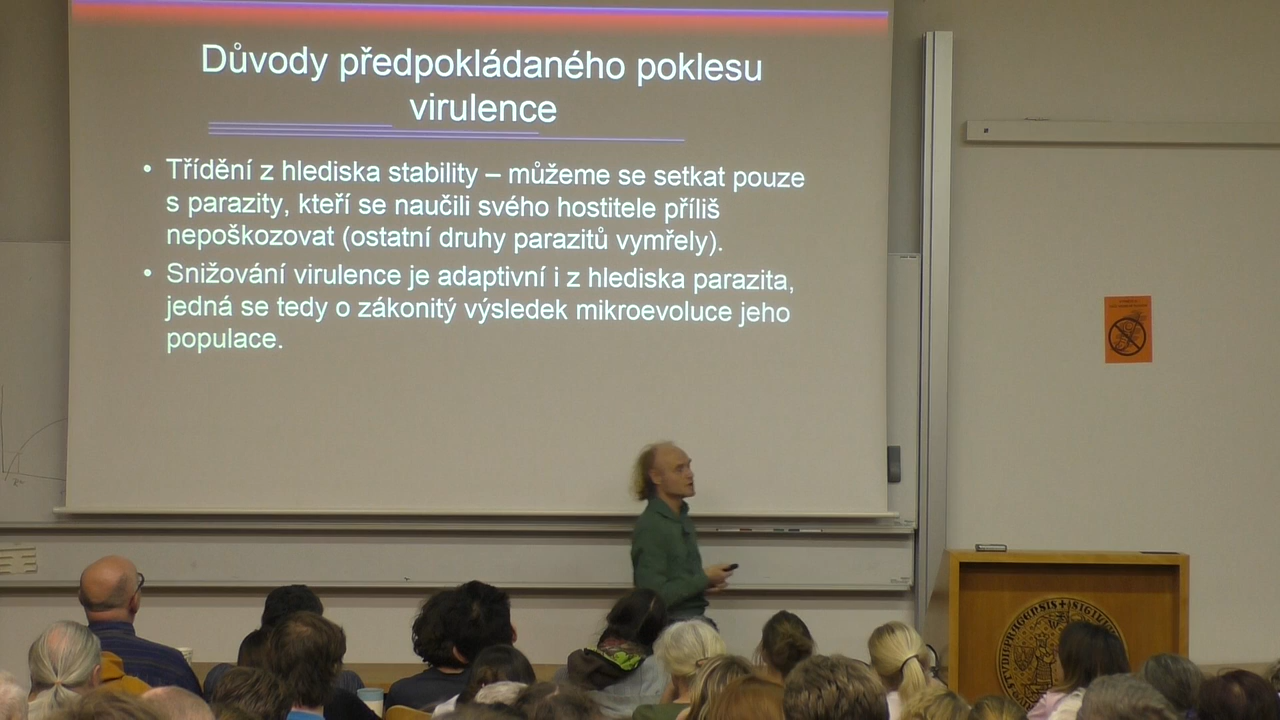 Důvody předpokládaného poklesu
virulence
• Třídění z hlediska stability – můžeme se setkat pouze
s parazity, kteří se naučili svého hostitele příliš
nepoškozovat (ostatní druhy parazitů vymřely).
• Snižování virulence je adaptivní i z hlediska parazita,
jedná se tedy o zákonitý výsledek mikroevoluce jeho
populace.